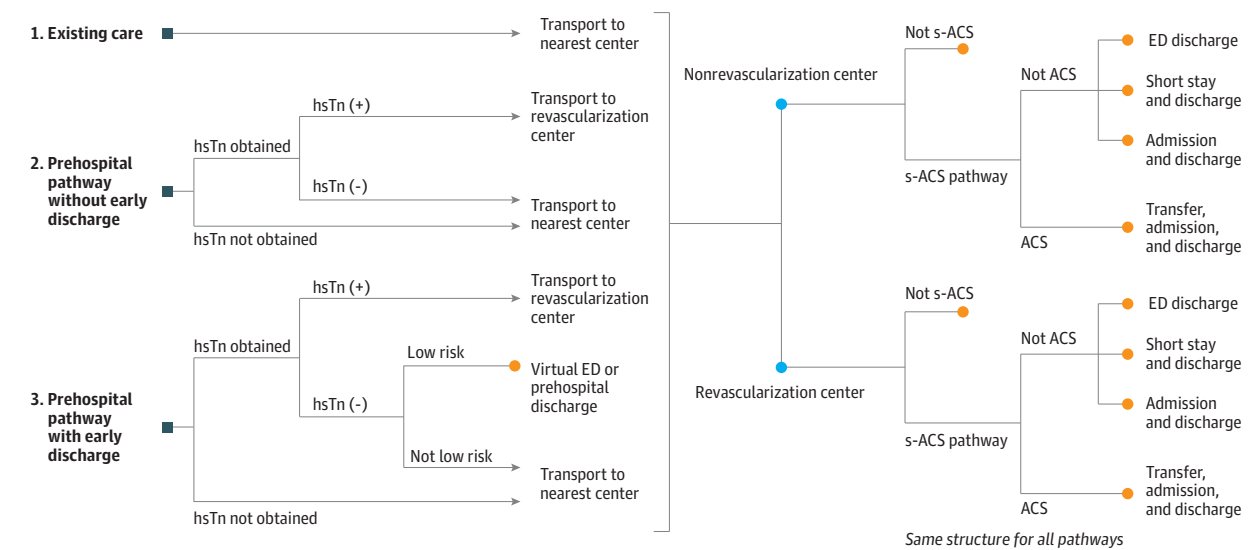 1. Existing care
Transport to
nearest center
2. Prehospital
pathway
without early
discharge
hsTn obtained
hsTn (+)
Transport to
revascularization
center
hsTn (-)
Transport to
nearest center
hsTn not obtained
3. Prehospital
pathway
with early
discharge
hsTn obtained
hsTn (+)
Transport to
revascularization
center
hsTn (-)
Low risk
Virtual ED or
prehospital
discharge
Not low risk
Transport to
nearest center
hsTn not obtained
Nonrevascularization center
Not s-ACS
s-ACS pathway
Not ACS
ED discharge
Short stay
and discharge
Admission
and discharge
ACS
Transfer,
admission,
and discharge
Revascularization center
Not s-ACS
s-ACS pathway
Not ACS
ED discharge
Short stay
and discharge
Admission
and discharge
ACS
Transfer,
admission,
and discharge
Same structure for all pathways